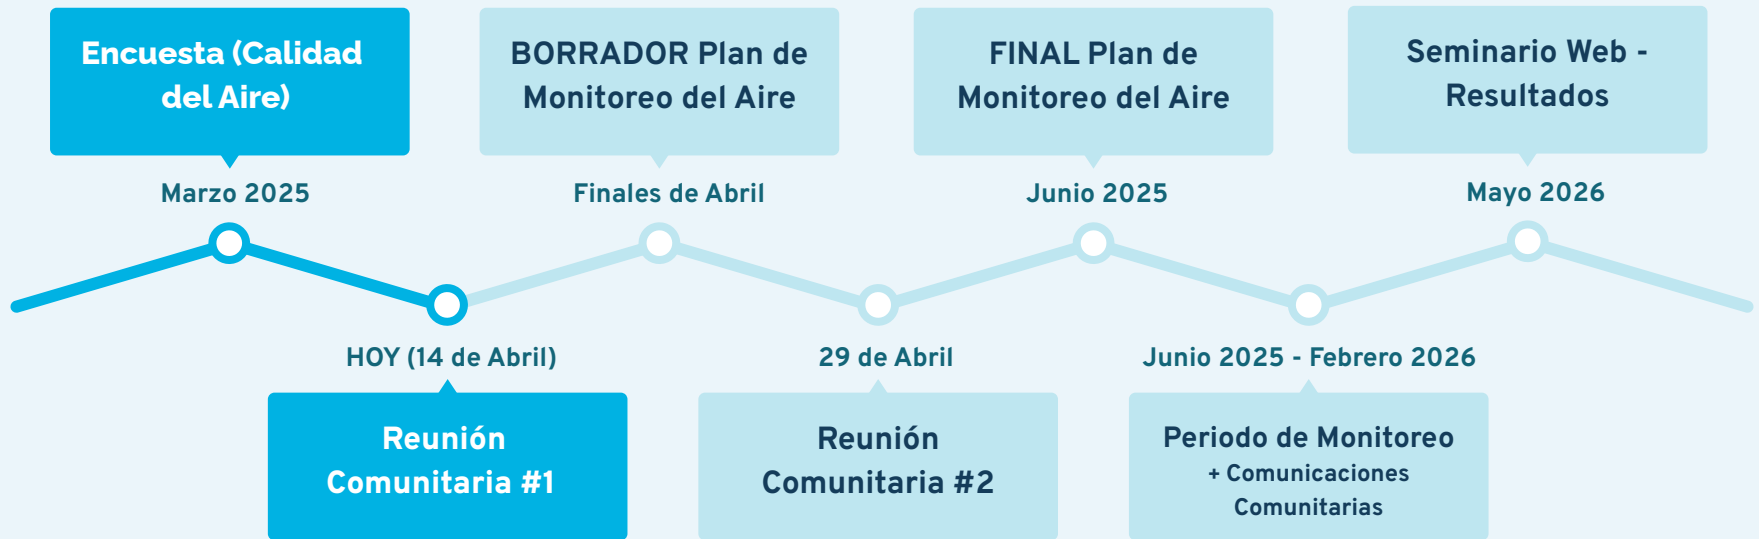 Encuesta (Calidad
del Aire)
Marzo 2025
HOY (14 de Abril)
Reunión
Comunitaria #1
BORRADOR Plan de
Monitoreo del Aire
Finales de Abril
29 de Abril
Reunión
Comunitaria #2
FINAL Plan de
Monitoreo del Aire
Junio 2025
Junio 2025 - Febrero 2026
Periodo de Monitoreo
+ Comunicaciones
Comunitarias
Seminario Web -
Resultados
Mayo 2026